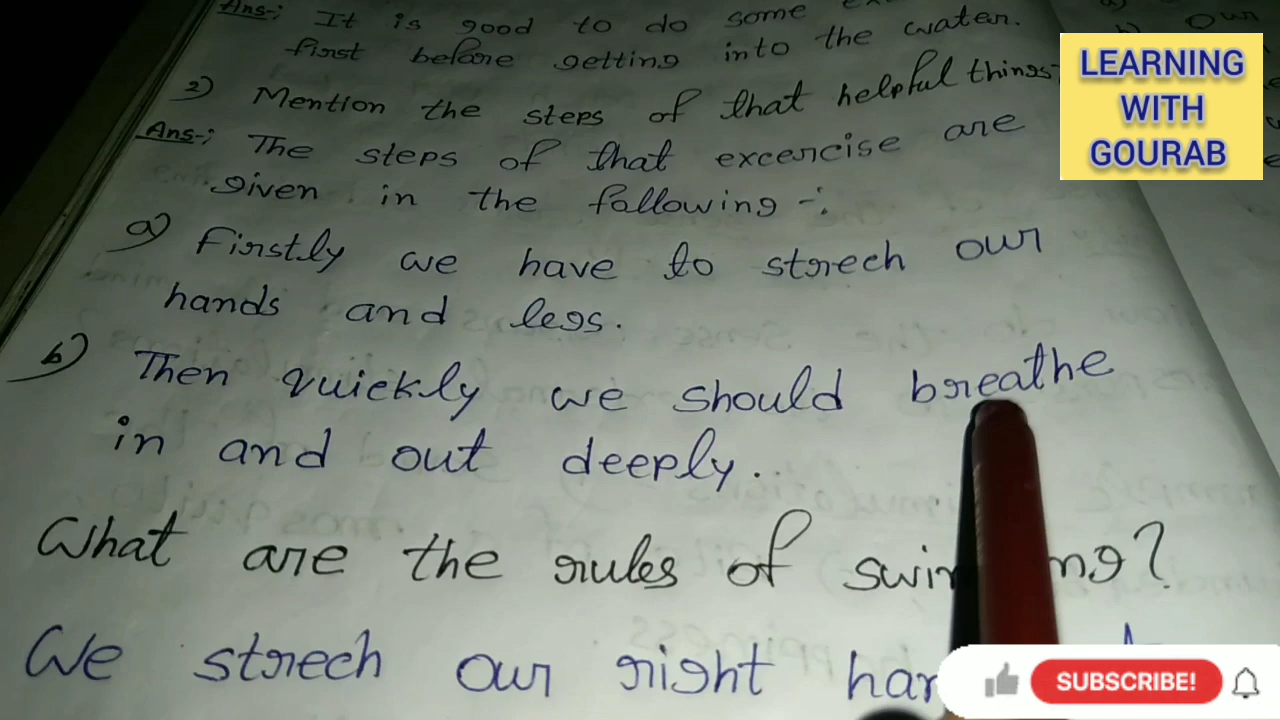 Ans-; It is good to do some
first before getting into the water.
2) Mention the steps of that helpful things-
Ans-; The steps of that excercise are
given in the following -:
a) Firstly we have to strech our
hands and legs.
b) Then quickly we should breathe
in and out deeply.
What are the rules of swimming?
We strech our right
LEARNING
WITH
GOURAB
SUBSCRIBE!